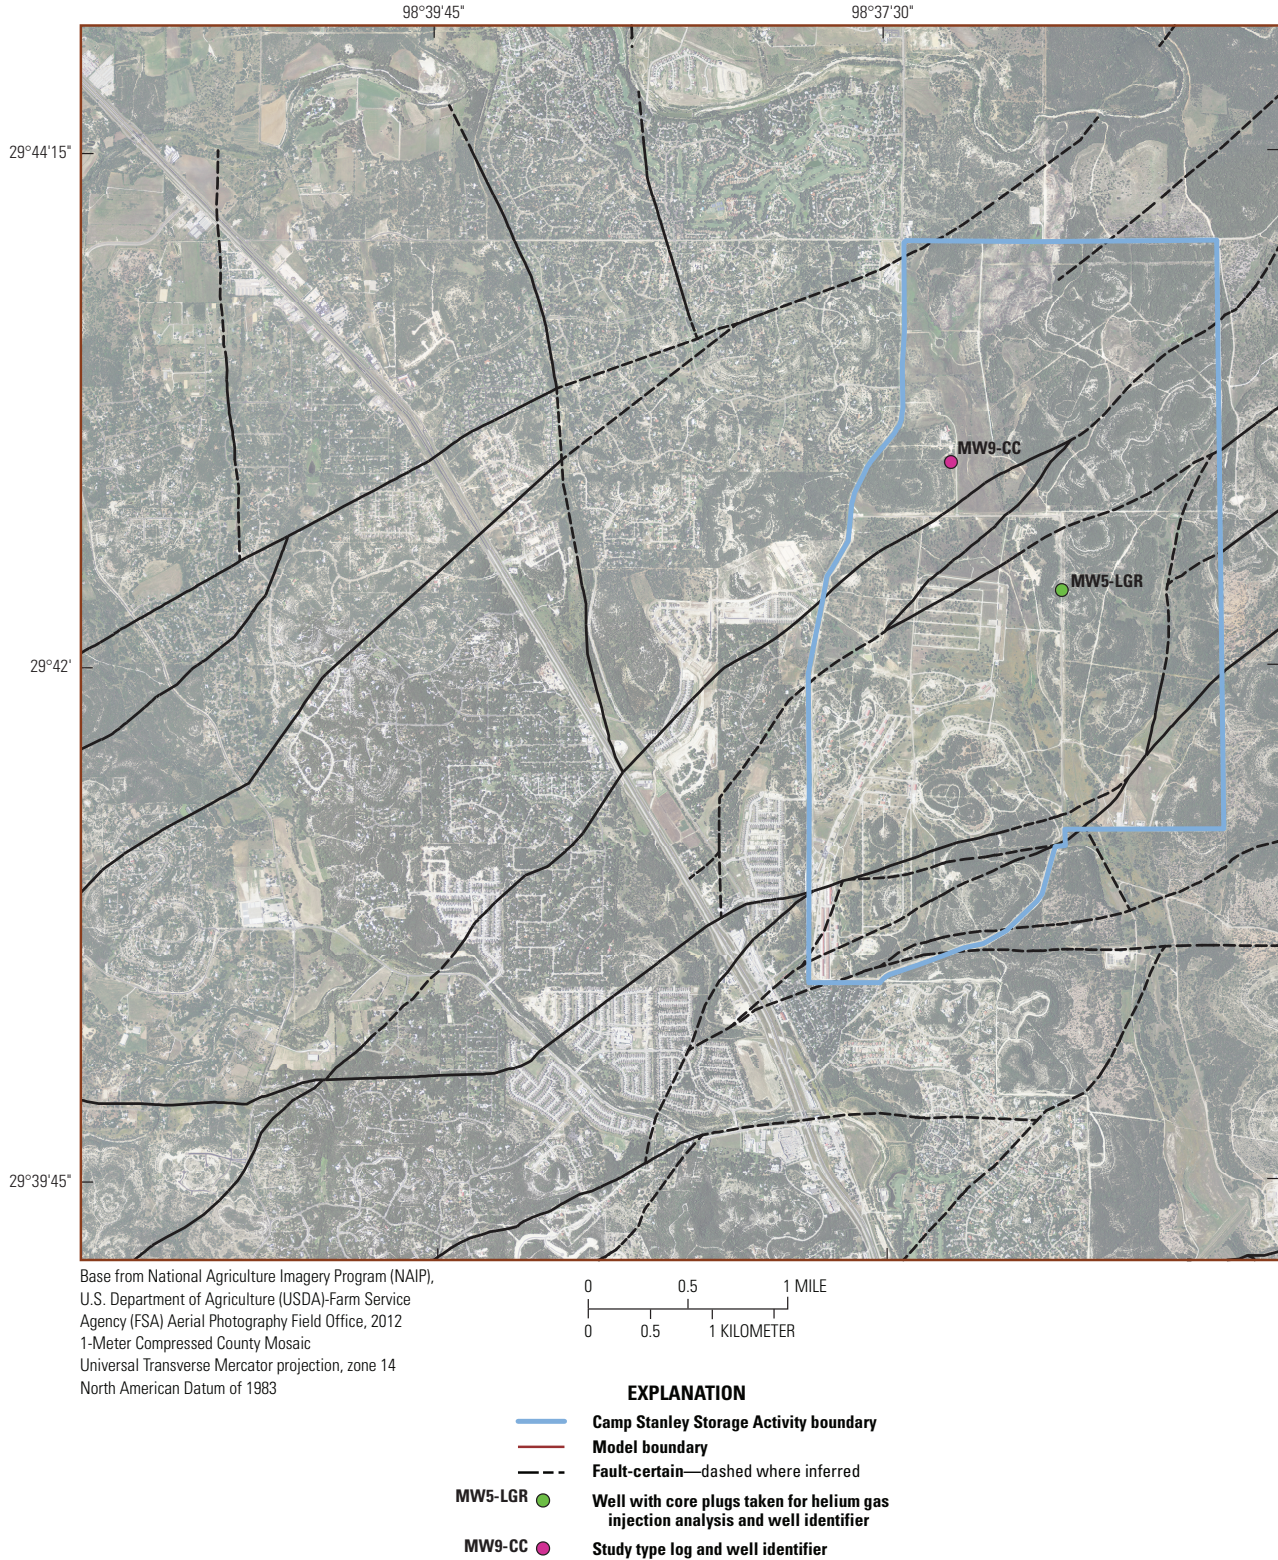 98°39'45"
98°37'30"
29°44'15"
MW9-CC
MW5-LGR
29°42'
29°39'45"
Base from National Agriculture Imagery Program (NAIP),
U.S. Department of Agriculture (USDA)-Farm Service
Agency (FSA) Aerial Photography Field Office, 2012
1-Meter Compressed County Mosaic
Universal Transverse Mercator projection, zone 14
North American Datum of 1983
0 0.5 1 MILE
0 0.5 1 KILOMETER
EXPLANATION
Camp Stanley Storage Activity boundary
Model boundary
Fault-certain—dashed where inferred
MW5-LGR Well with core plugs taken for helium gas
injection analysis and well identifier
MW9-CC Study type log and well identifier